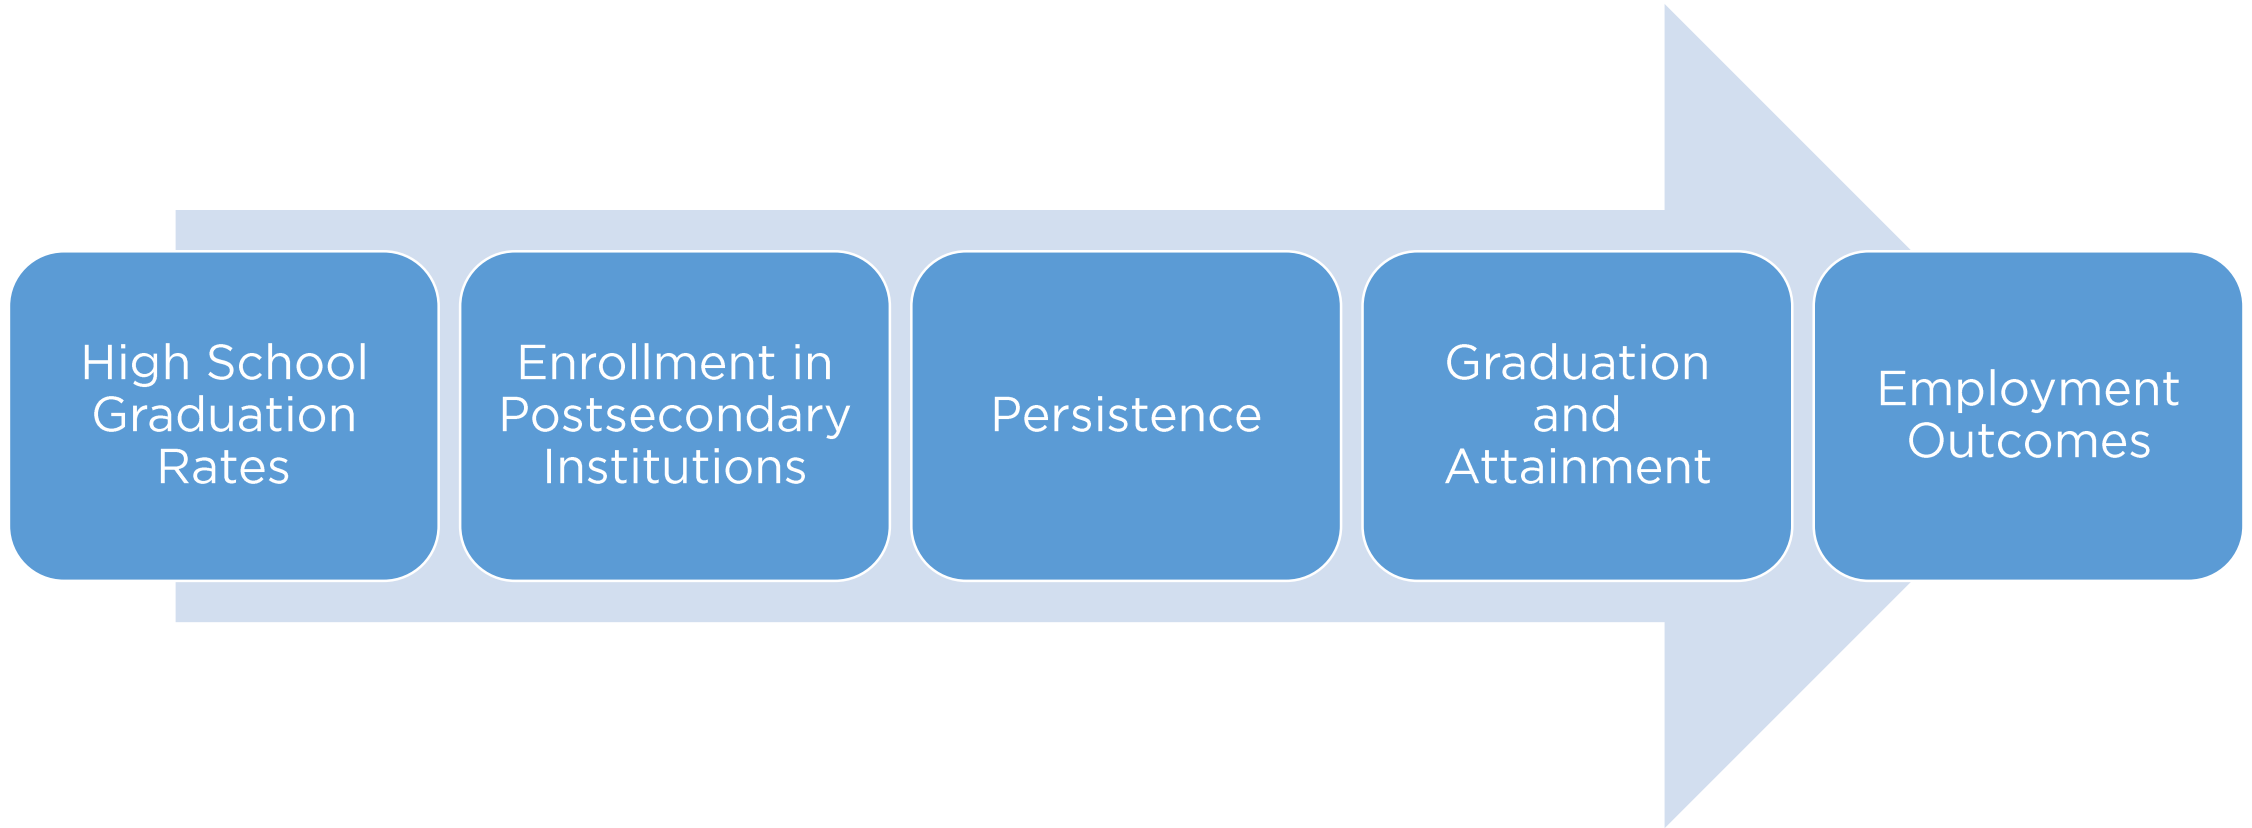 High School
Graduation
Rates
Enrollment in
Postsecondary
Institutions
Persistence
Graduation
and
Attainment
Employment
Outcomes